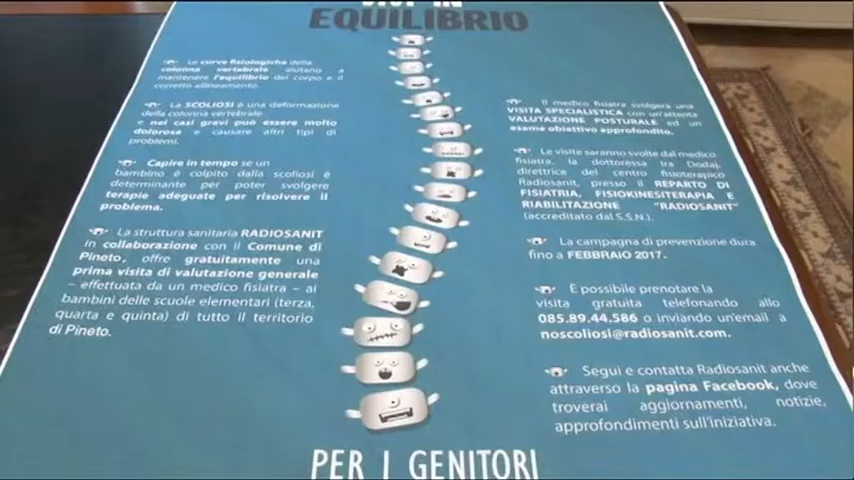 EQUILIBRIO
Le curve fisiologiche della
colonna vertebrale aiutano a
mantenere l'equilibrio del corpo e il
corretto allineamento.
La SCOLIOSI è una deformazione
della colonna vertebrale
e nei casi gravi può essere molto
dolorosa e causare altri tipi di
problemi.
Capire in tempo se un
bambino è colpito dalla scoliosi è
determinante per poter svolgere
terapie adeguate per risolvere il
problema.
La struttura sanitaria RADIOSANIT
in collaborazione con il Comune di
Pineto, offre gratuitamente una
prima visita di valutazione generale
- effettuata da un medico fisiatra - ai
bambini delle scuole elementari (terza,
quarta e quinta) di tutto il territorio
di Pineto.
Il medico fisiatra svolgerà una
VISITA SPECIALISTICA con un'attenta
VALUTAZIONE POSTURALE ed un
esame obiettivo approfondito.
Le visite saranno svolte dal medico
fisiatra, la dottoressa Ira Dodaj,
direttrice del centro fisioterapico
Radiosanit, presso il REPARTO DI
FISIATRIA, FISIOKINESITERAPIA E
RIABILITAZIONE "RADIOSANIT"
(accreditato dal S.S.N.).
La campagna di prevenzione dura
fino a FEBBRAIO 2017.
È possibile prenotare la
visita gratuita telefonando allo
085.89.44.586 o inviando un'email a
noscoliosi@radiosanit.com.
Segui e contatta Radiosanit anche
attraverso la pagina Facebook, dove
troverai aggiornamenti, notizie,
approfondimenti sull'iniziativa.
PER I GENITORI